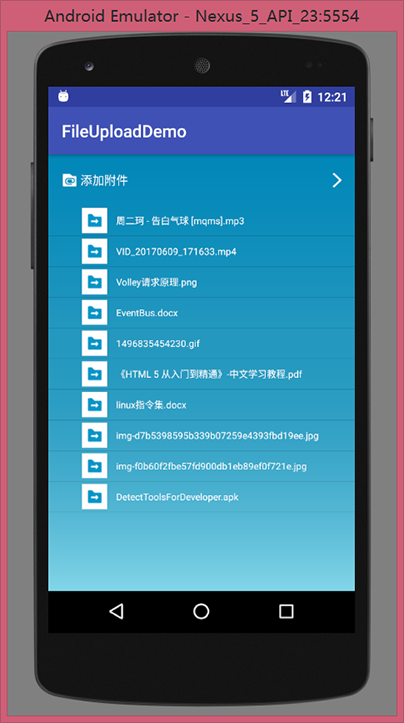 Android Emulator - Nexus_5_API_23:5554
LTE 12:21
FileUploadDemo
添加附件
周二珂 - 告白气球 [mqms].mp3
VID_20170609_171633.mp4
Volley请求原理.png
EventBus.docx
1496835454230.gif
《HTML 5 从入门到精通》-中文学习教程.pdf
linux指令集.docx
img-d7b5398595b339b07259e4393fbd19ee.jpg
img-f0b60f2fbe57fd900db1eb89ef0f721e.jpg
DetectToolsForDeveloper.apk